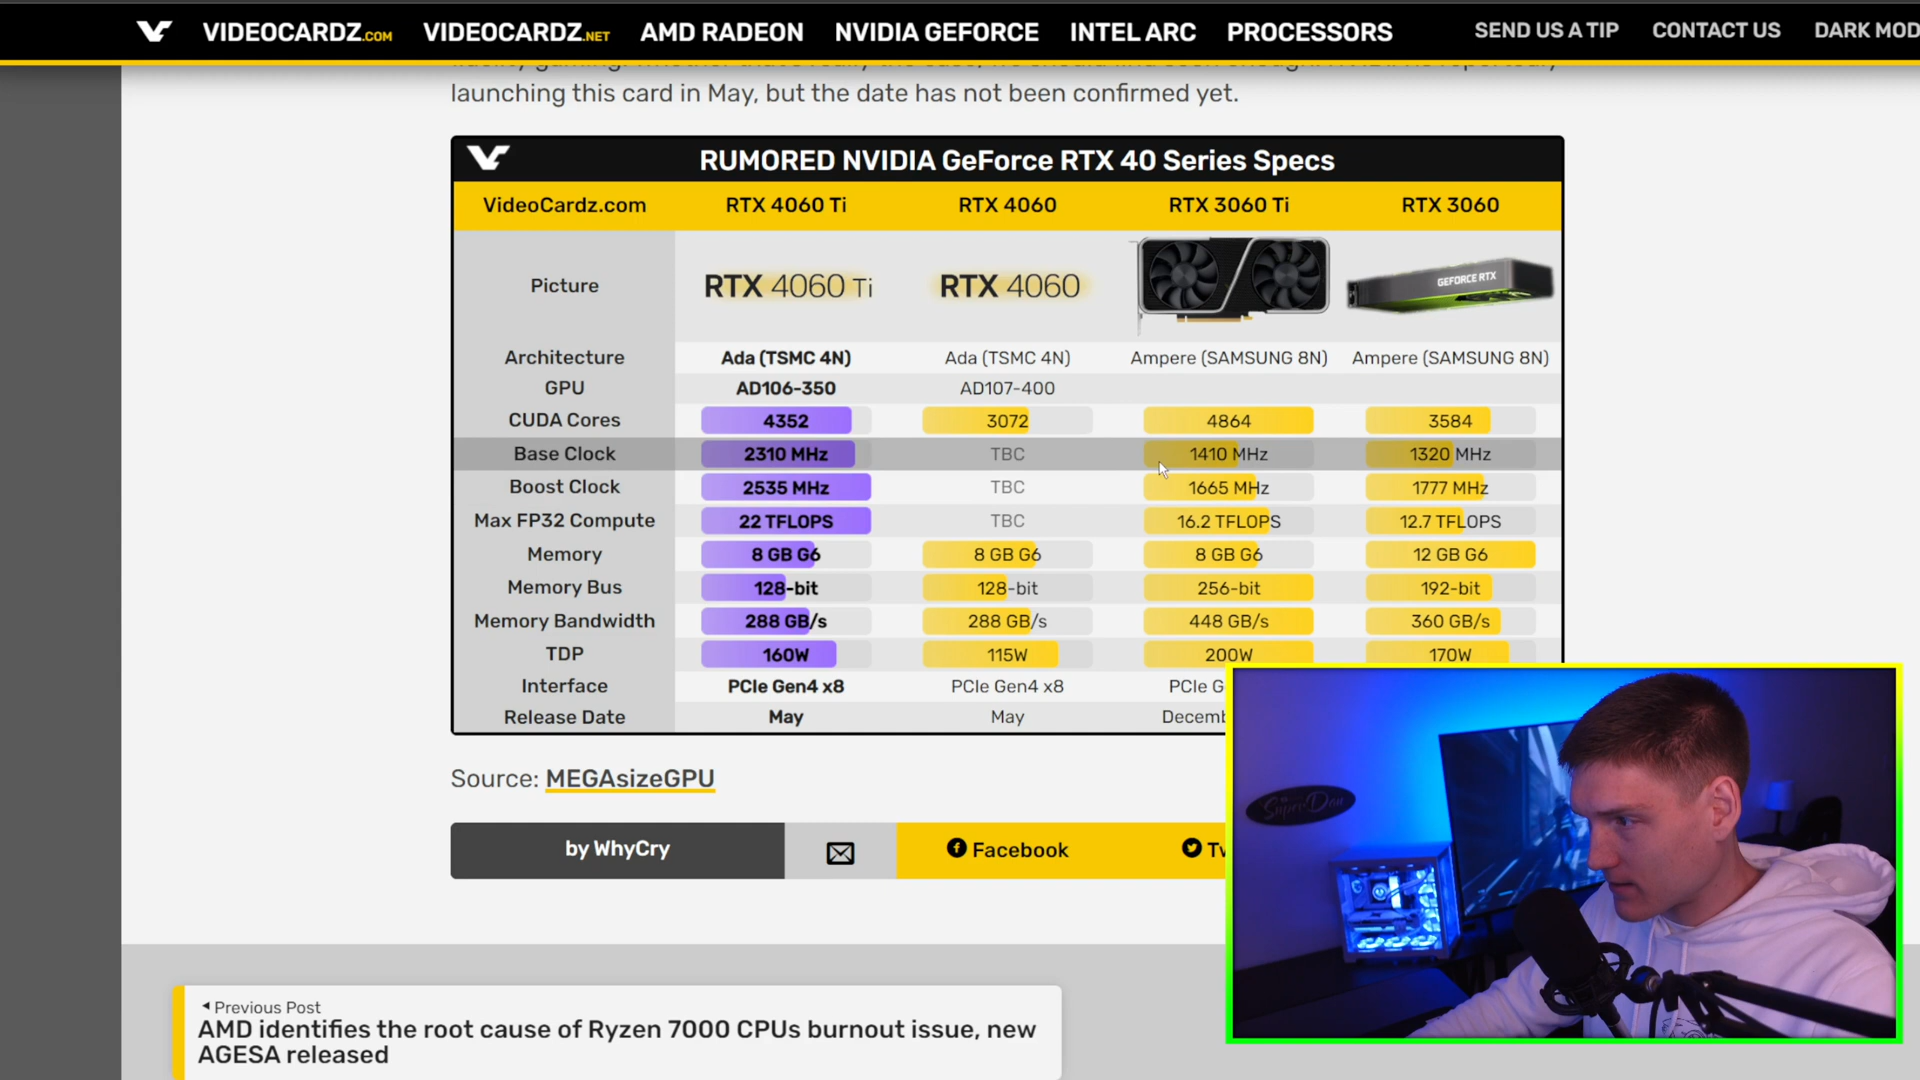 VIDEOCARDZ.COM VIDEOCARDZ.NET AMD RADEON NVIDIA GEFORCE INTEL ARC PROCESSORS SEND US A TIP CONTACT US DARK MOD
launching this card in May, but the date has not been confirmed yet.
RUMORED NVIDIA GeForce RTX 40 Series Specs
VideoCardz.com RTX 4060 Ti RTX 4060 RTX 3060 Ti RTX 3060
Picture RTX 4060 Ti RTX 4060 GEFORCE RTX
Architecture Ada (TSMC 4N) Ada (TSMC 4N) Ampere (SAMSUNG 8N) Ampere (SAMSUNG 8N)
GPU AD106-350 AD107-400
CUDA Cores 4352 3072 4864 3584
Base Clock 2310 MHz TBC 1410 MHz 1320 MHz
Boost Clock 2535 MHz TBC 1665 MHz 1777 MHz
Max FP32 Compute 22 TFLOPS TBC 16.2 TFLOPS 12.7 TFLOPS
Memory 8 GB G6 8 GB G6 8 GB G6 12 GB G6
Memory Bus 128-bit 128-bit 256-bit 192-bit
Memory Bandwidth 288 GB/s 288 GB/s 448 GB/s 360 GB/s
TDP 160W 115W 200W 170W
Interface PCIe Gen4 x8 PCIe Gen4 x8 PCIe G
Release Date May May Decemb
Source: MEGAsizeGPU
by WhyCry Facebook Tw
SuperDan
Previous Post
AMD identifies the root cause of Ryzen 7000 CPUs burnout issue, new
AGESA released